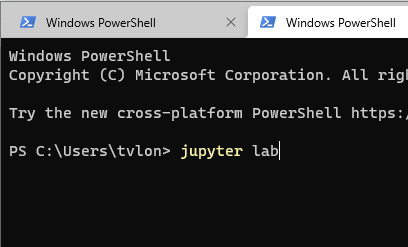 Windows PowerShell
Windows PowerShell
Windows PowerShell
Copyright (C) Microsoft Corporation. All
Try the new cross-platform PowerShell https:/
PS C:\Users\tvlon> jupyter lab